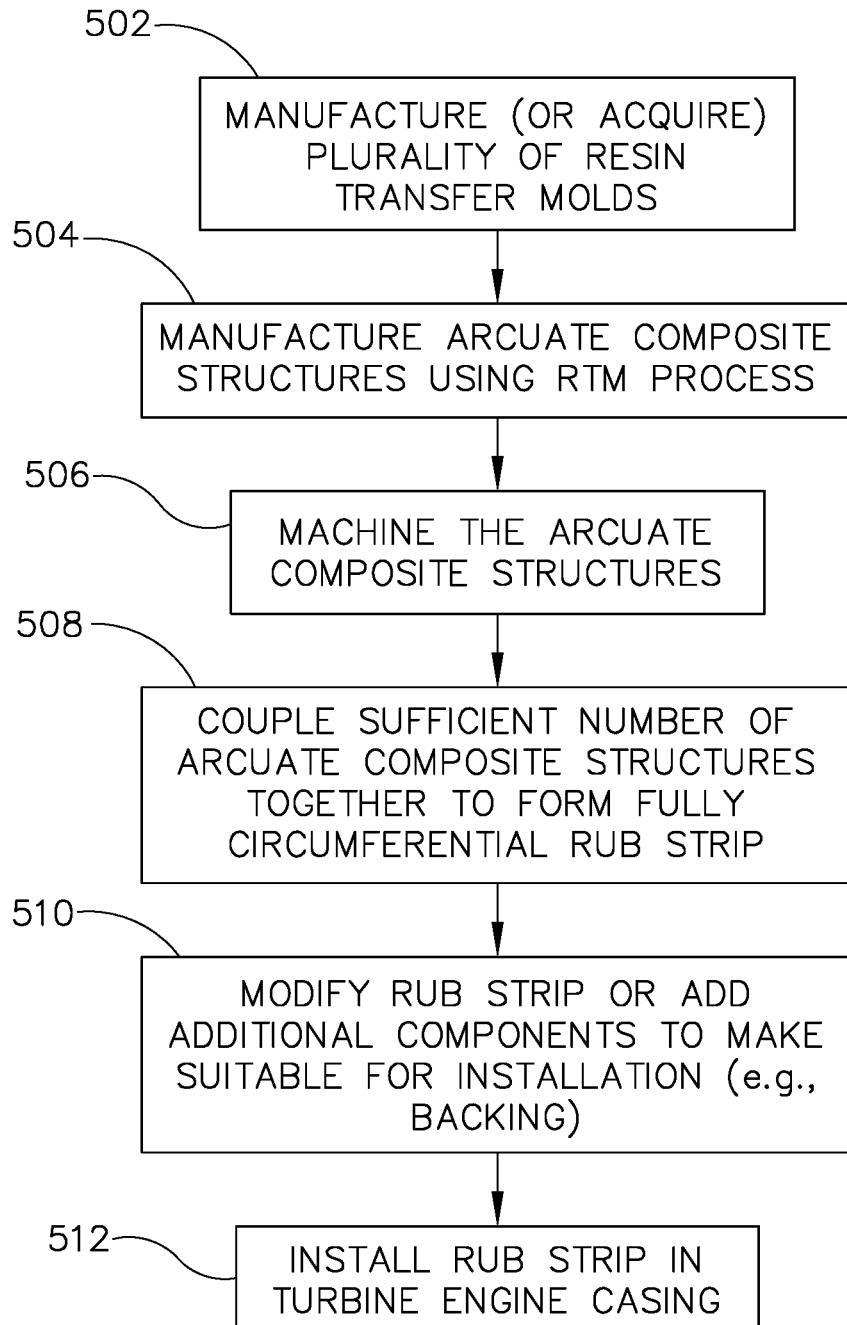 502
MANUFACTURE (OR ACQUIRE)
PLURALITY OF RESIN
TRANSFER MOLDS
504
MANUFACTURE ARCUATE COMPOSITE
STRUCTURES USING RTM PROCESS
506
MACHINE THE ARCUATE
COMPOSITE STRUCTURES
508
COUPLE SUFFICIENT NUMBER OF
ARCUATE COMPOSITE STRUCTURES
TOGETHER TO FORM FULLY
CIRCUMFERENTIAL RUB STRIP
510
MODIFY RUB STRIP OR ADD
ADDITIONAL COMPONENTS TO MAKE
SUITABLE FOR INSTALLATION (e.g.,
BACKING)
512
INSTALL RUB STRIP IN
TURBINE ENGINE CASING